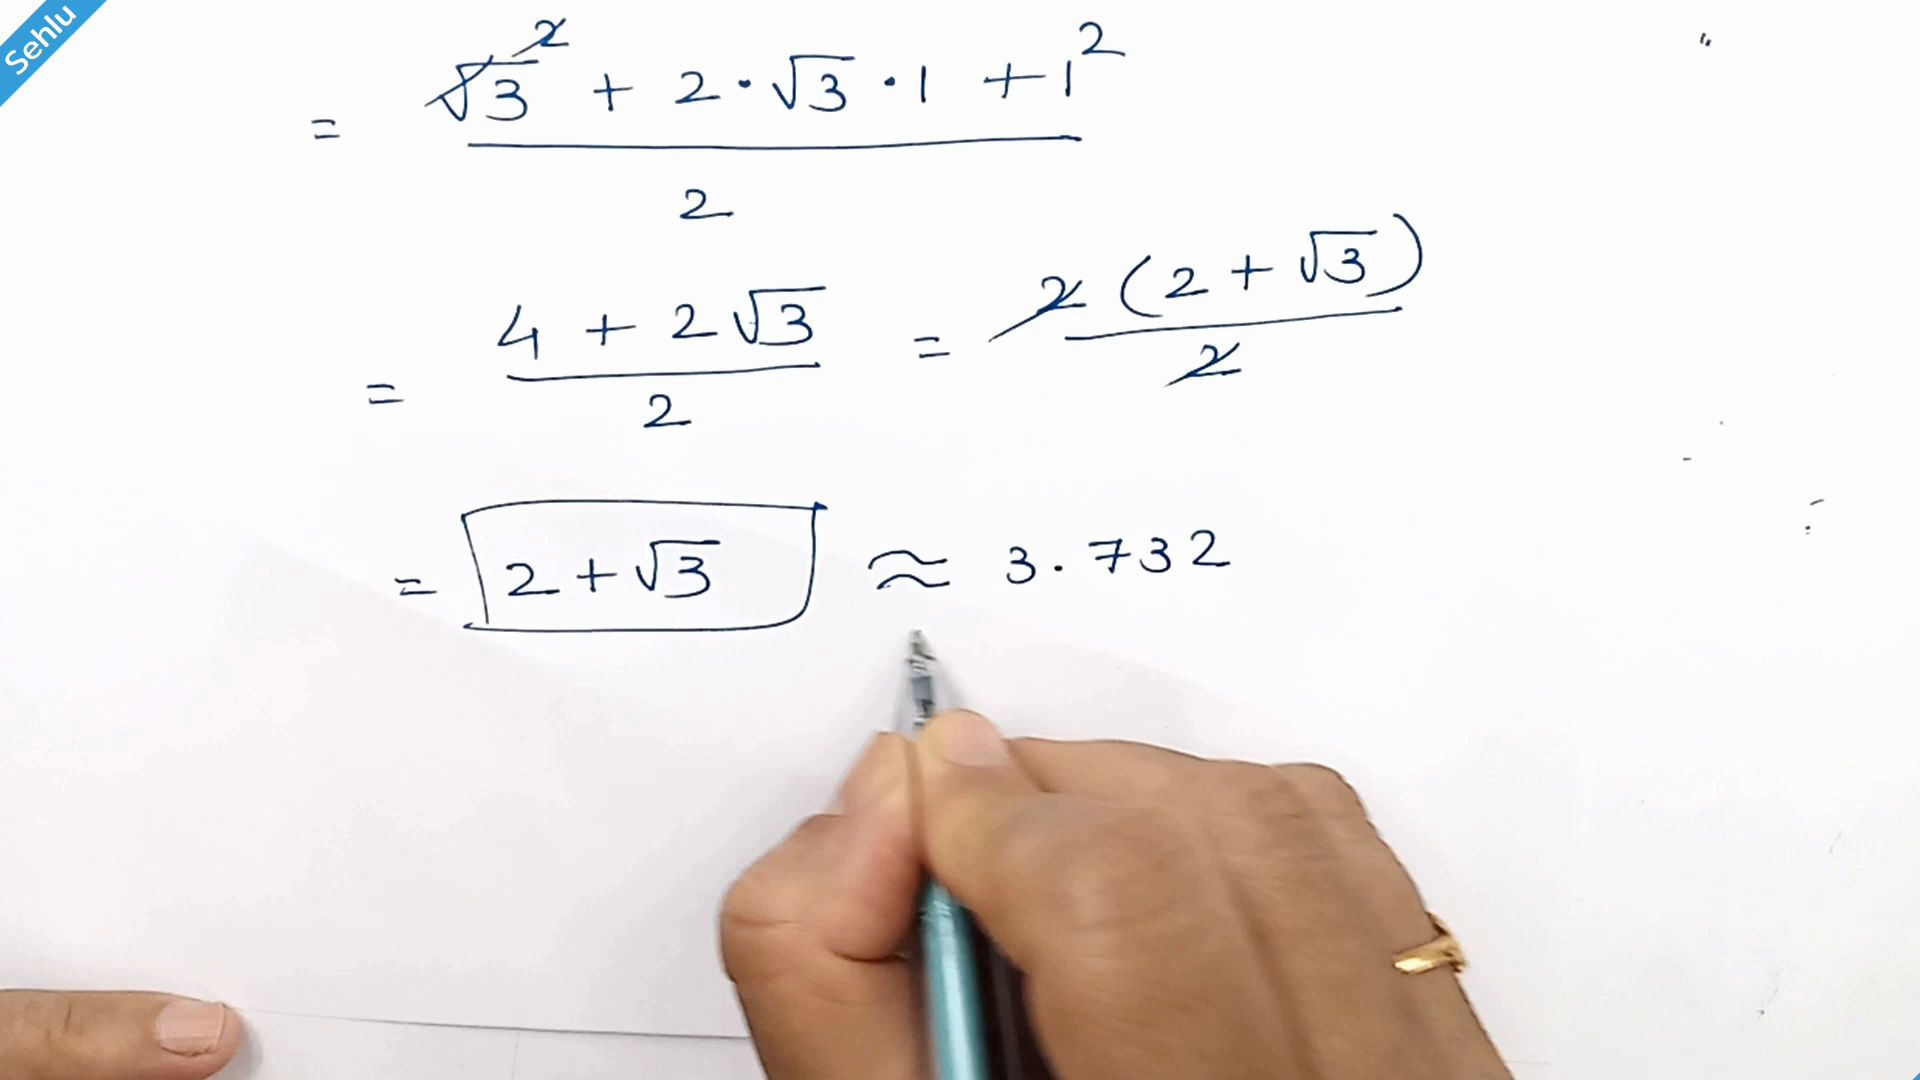 Sehlu
= (√3² + 2·√3·1 + 1²) / 2
= (4 + 2√3) / 2 = 2(2 + √3) / 2
= 2 + √3 ≈ 3.732